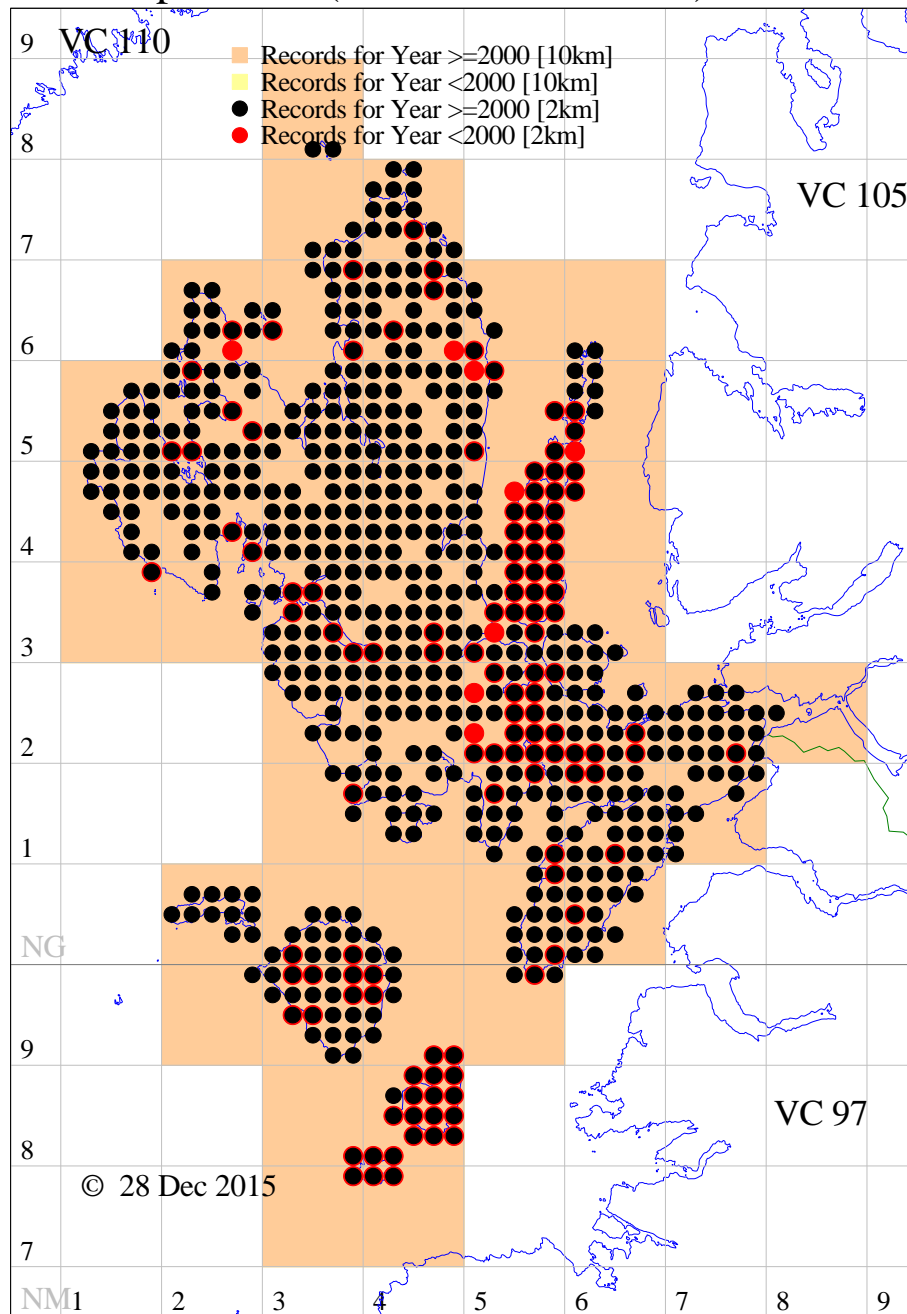 9
VC 110
Records for Year >=2000 [10km]
Records for Year <2000 [10km]
Records for Year >=2000 [2km]
Records for Year <2000 [2km]
8
VC 105
7
6
5
4
3
2
1
NG
9
VC 97
8
© 28 Dec 2015
7
NM 1 2 3 4 5 6 7 8 9